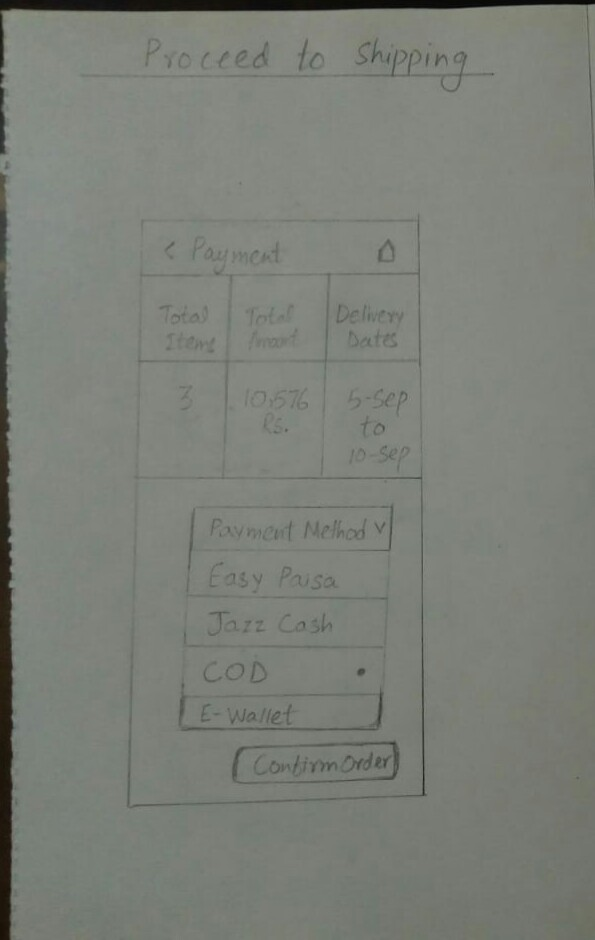 Proceed to Shipping
< Payment
Total Items
Total Amount
Delivery Dates
3
10,576 Rs.
5-Sep to 10-Sep
Payment Method v
Easy Paisa
Jazz Cash
COD
E-Wallet
Confirm Order